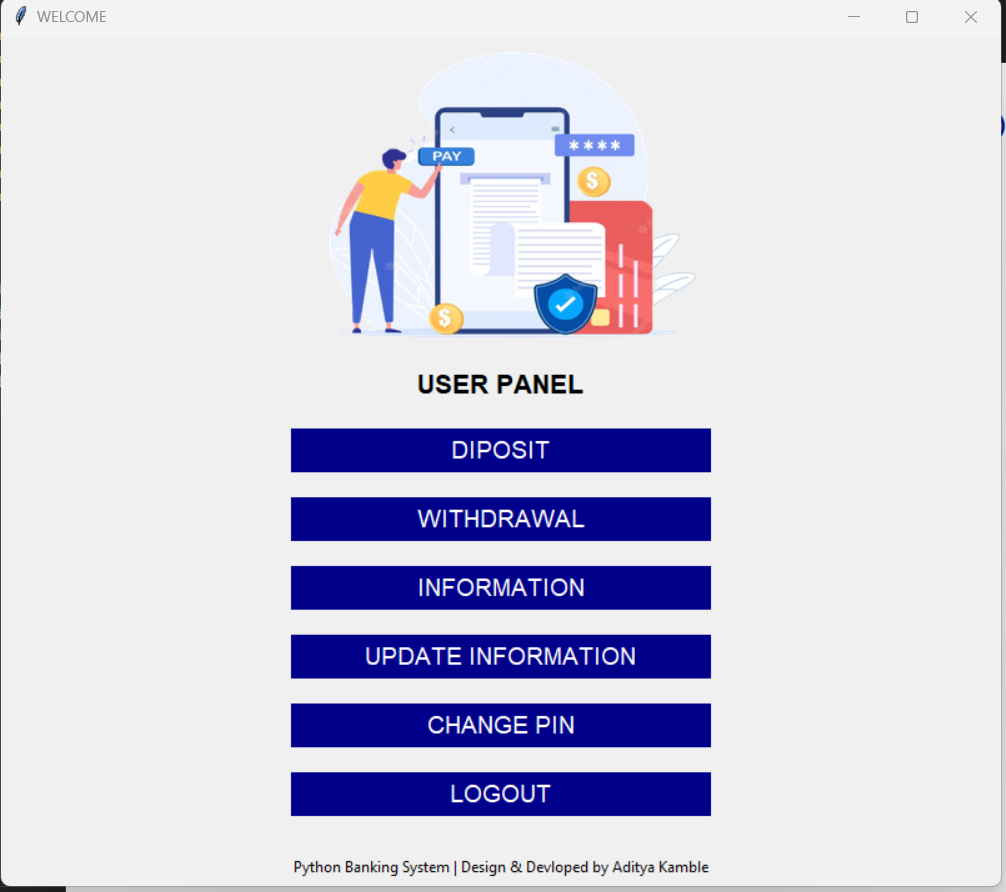 WELCOME
PAY
****
$
$
USER PANEL
DIPOSIT
WITHDRAWAL
INFORMATION
UPDATE INFORMATION
CHANGE PIN
LOGOUT
Python Banking System | Design & Devloped by Aditya Kamble